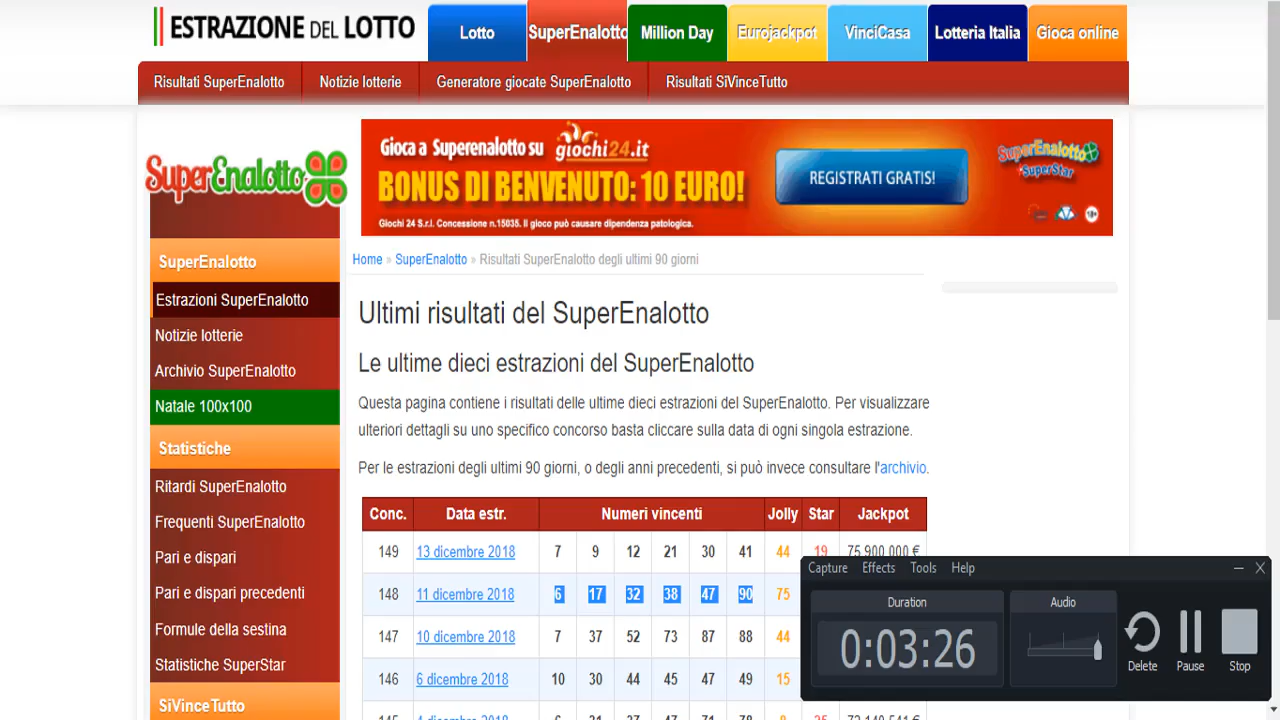 ESTRAZIONE DEL LOTTO
Lotto
SuperEnalotto
Million Day
Eurojackpot
VinciCasa
Lotteria Italia
Gioca online
Risultati SuperEnalotto
Notizie lotterie
Generatore giocate SuperEnalotto
Risultati SiVinceTutto
SuperEnalotto
Gioca a Superenalotto su giochi24.it
BONUS DI BENVENUTO: 10 EURO!
Giochi 24 S.r.l. Concessione n.15035. Il gioco può causare dipendenza patologica.
REGISTRATI GRATIS!
SuperEnalotto
SuperStar
SuperEnalotto
Estrazioni SuperEnalotto
Notizie lotterie
Archivio SuperEnalotto
Natale 100x100
Statistiche
Ritardi SuperEnalotto
Frequenti SuperEnalotto
Pari e dispari
Pari e dispari precedenti
Formule della sestina
Statistiche SuperStar
SiVinceTutto
Home » SuperEnalotto » Risultati SuperEnalotto degli ultimi 90 giorni
Ultimi risultati del SuperEnalotto
Le ultime dieci estrazioni del SuperEnalotto
Questa pagina contiene i risultati delle ultime dieci estrazioni del SuperEnalotto. Per visualizzare
ulteriori dettagli su uno specifico concorso basta cliccare sulla data di ogni singola estrazione.
Per le estrazioni degli ultimi 90 giorni, o degli anni precedenti, si può invece consultare l'archivio.
Conc. Data estr. Numeri vincenti Jolly Star Jackpot
149 13 dicembre 2018 7 9 12 21 30 41 44 19 75.900.000 €
148 11 dicembre 2018 6 17 32 38 47 90 75
147 10 dicembre 2018 7 37 52 73 87 88 44
146 6 dicembre 2018 10 30 44 45 47 49 15
Capture Effects Tools Help
Duration
0:03:26
Audio
Delete
Pause
Stop